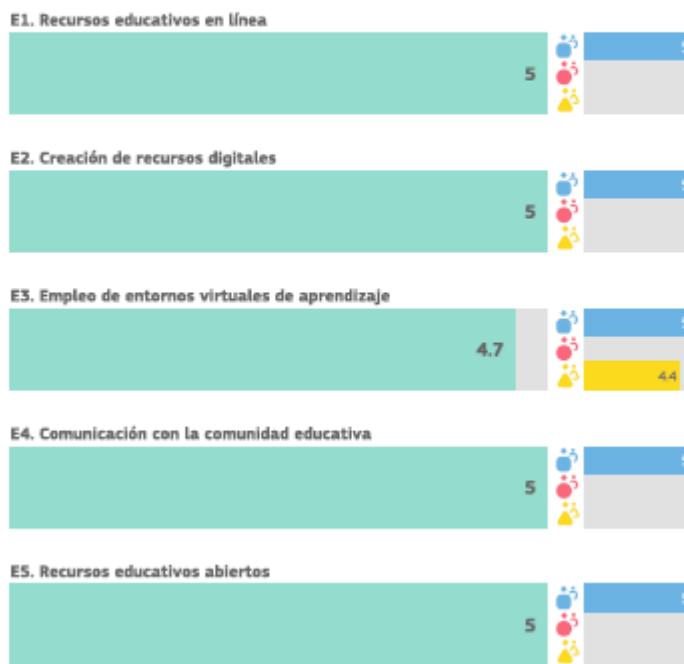 E1. Recursos educativos en línea
5
E2. Creación de recursos digitales
5
E3. Empleo de entornos virtuales de aprendizaje
4.7
4.4
E4. Comunicación con la comunidad educativa
5
E5. Recursos educativos abiertos
5